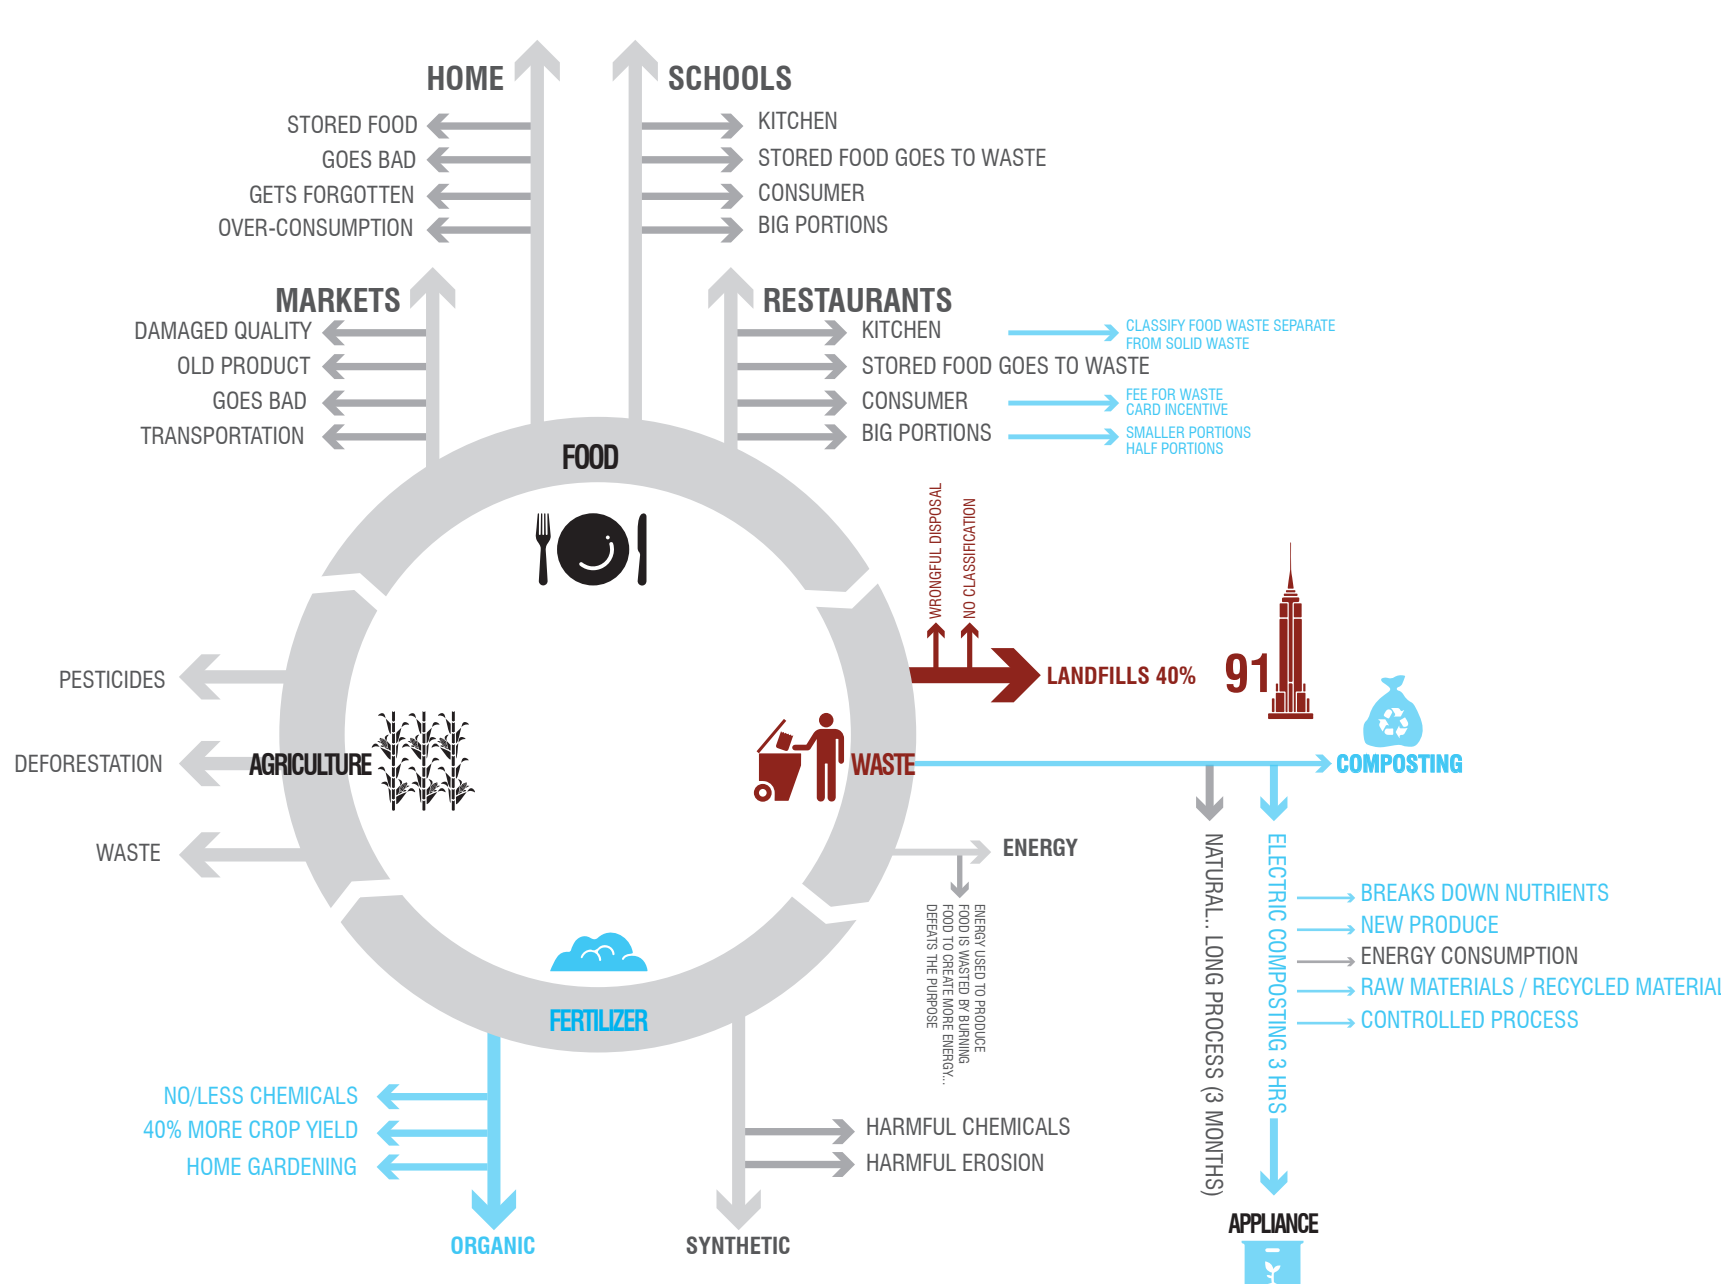 HOME
STORED FOOD
GOES BAD
GETS FORGOTTEN
OVER-CONSUMPTION
SCHOOLS
KITCHEN
STORED FOOD GOES TO WASTE
CONSUMER
BIG PORTIONS
MARKETS
DAMAGED QUALITY
OLD PRODUCT
GOES BAD
TRANSPORTATION
RESTAURANTS
KITCHEN
CLASSIFY FOOD WASTE SEPARATE
FROM SOLID WASTE
STORED FOOD GOES TO WASTE
CONSUMER
FEE FOR WASTE
CARD INCENTIVE
BIG PORTIONS
SMALLER PORTIONS
HALF PORTIONS
FOOD
WRONGFUL DISPOSAL
NO CLASSIFICATION
LANDFILLS 40%
91
PESTICIDES
DEFORESTATION
WASTE
AGRICULTURE
WASTE
COMPOSTING
ENERGY
ENERGY USED TO PRODUCE
FOOD IS WASTED BY BURNING
FOOD TO CREATE MORE ENERGY...
DEFEATS THE PURPOSE
NATURAL.. LONG PROCESS (3 MONTHS)
ELECTRIC COMPOSTING 3 HRS
BREAKS DOWN NUTRIENTS
NEW PRODUCE
ENERGY CONSUMPTION
RAW MATERIALS / RECYCLED MATERIAL
CONTROLLED PROCESS
APPLIANCE
FERTILIZER
NO/LESS CHEMICALS
40% MORE CROP YIELD
HOME GARDENING
ORGANIC
HARMFUL CHEMICALS
HARMFUL EROSION
SYNTHETIC